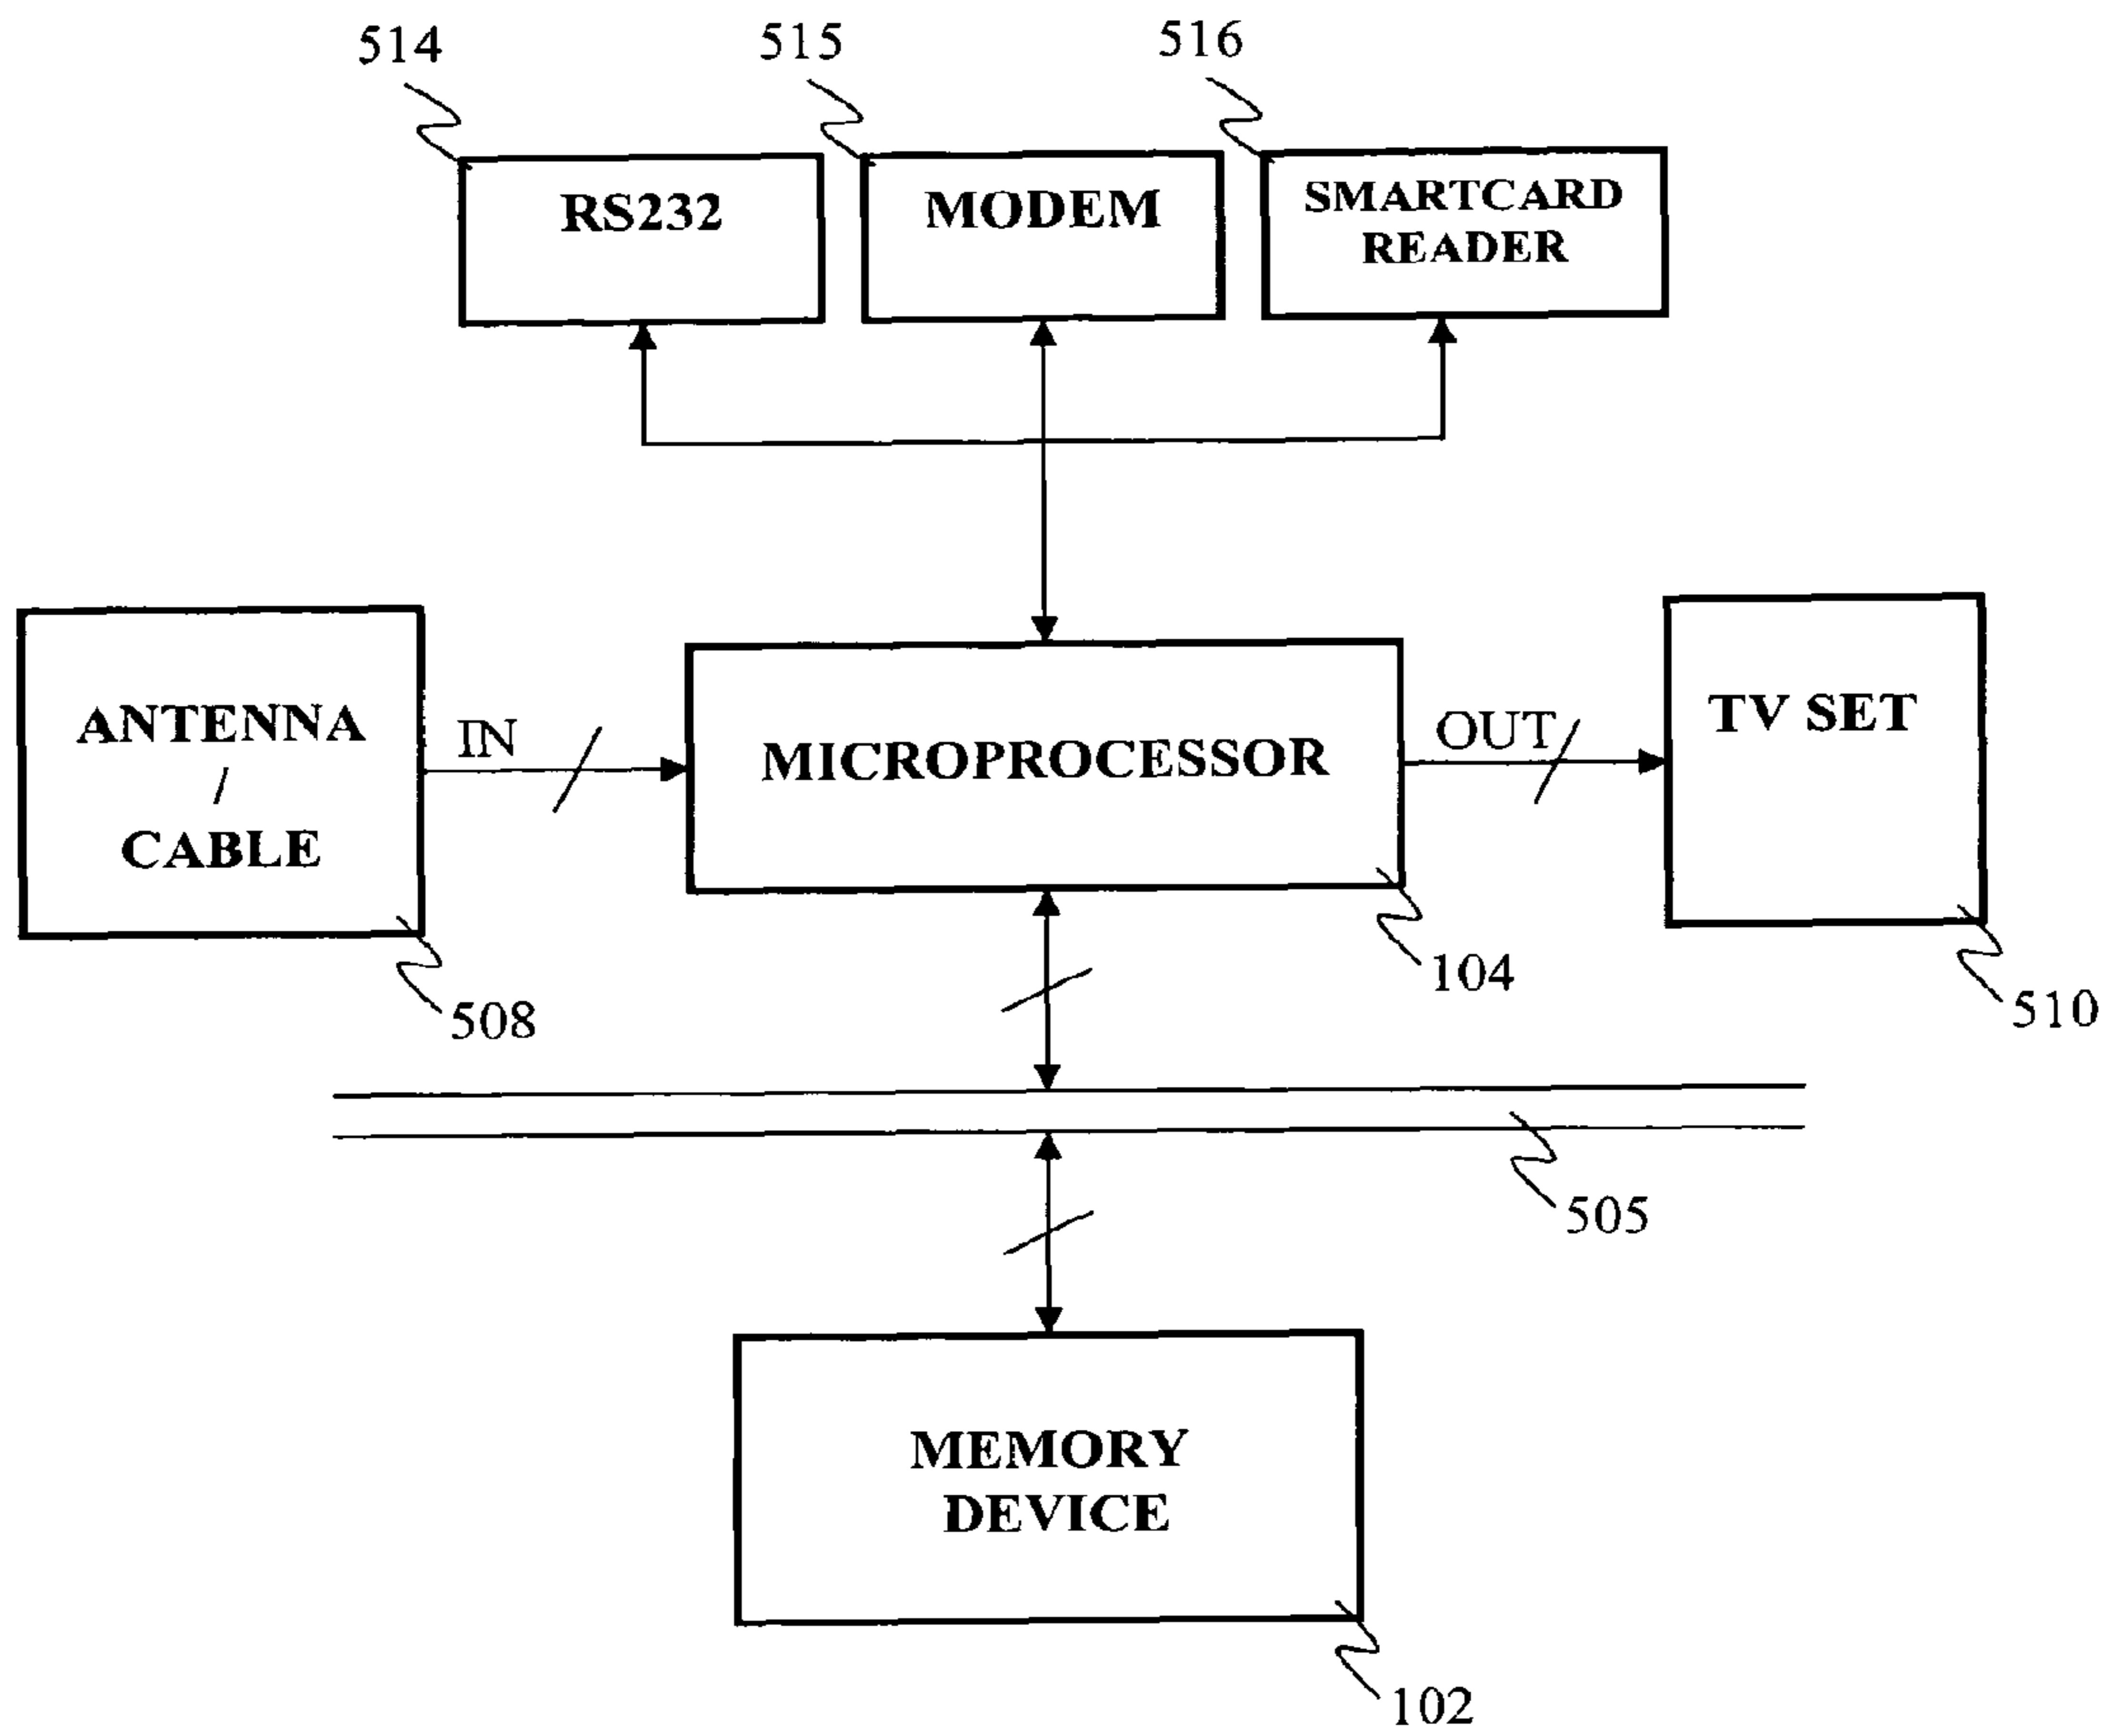 514
515
516
RS232
MODEM
SMARTCARD
READER
ANTENNA
/
CABLE
IN
MICROPROCESSOR
OUT
TV SET
508
104
510
505
MEMORY
DEVICE
102